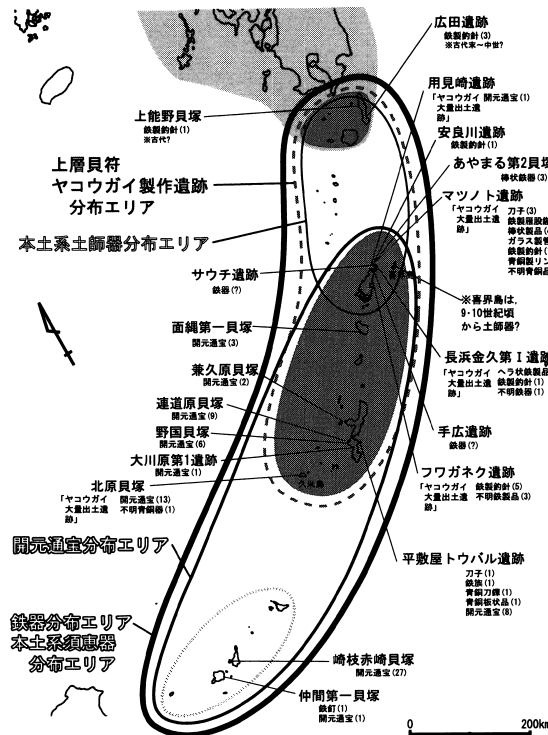 広田遺跡
鉄製釣針(3)
※古代末～中世?
用見崎遺跡
「ヤコウガイ 開元通宝(1)
大量出土遺
跡」
上能野貝塚
鉄製釣針(1)
※古代?
安良川遺跡
鉄製釣針(1)
あやまる第2貝塚
棒状鉄器(3)
上層貝符
ヤコウガイ製作遺跡
分布エリア
マツノト遺跡
「ヤコウガイ
大量出土遺
跡」
刀子(3)
棒状製品(
ガラス製
鉄製釣針(
青銅製リン
不明青銅品
本土系土師器分布エリア
サウチ遺跡
鉄器(?)
※喜界島は、
9・10世紀頃
から土師器?
面縄第一貝塚
開元通宝(3)
長浜金久第Ⅰ遺跡
「ヤコウガイ ヘラ状鉄製品
大量出土遺 鉄製釣針(1)
跡」 不明鉄器(1)
兼久原貝塚
開元通宝(2)
連道原貝塚
開元通宝(9)
野国貝塚
開元通宝(6)
手広遺跡
鉄器(?)
大川原第1遺跡
開元通宝(1)
久米島
フワガネク遺跡
「ヤコウガイ 鉄製釣針(5)
大量出土遺 不明鉄製品(3)
跡」
北原貝塚
「ヤコウガイ 開元通宝(13)
大量出土遺 不明青銅器(1)
跡」
開元通宝分布エリア
平敷屋トウバル遺跡
刀子(1)
鉄族(1)
青銅刀鐔(1)
青銅板状品(1)
開元通宝(8)
鉄器分布エリア
本土系須恵器
分布エリア
崎枝赤崎貝塚
開元通宝(27)
仲間第一貝塚
鉄釘(1)
開元通宝(1)
0 200km